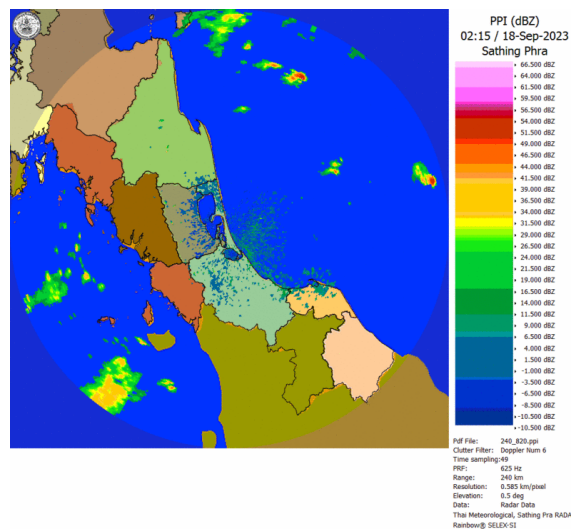 PPI (dBZ)
02:15 / 18-Sep-2023
Sathing Phra
66.500 dBZ
64.000 dBZ
61.500 dBZ
59.500 dBZ
56.500 dBZ
54.000 dBZ
51.500 dBZ
49.000 dBZ
46.500 dBZ
44.000 dBZ
41.500 dBZ
39.000 dBZ
36.500 dBZ
34.000 dBZ
31.500 dBZ
29.000 dBZ
26.500 dBZ
24.000 dBZ
21.500 dBZ
19.000 dBZ
16.500 dBZ
14.000 dBZ
11.500 dBZ
9.000 dBZ
6.500 dBZ
4.000 dBZ
1.500 dBZ
-1.000 dBZ
-3.500 dBZ
-6.500 dBZ
-8.500 dBZ
-10.500 dBZ
-10.500 dBZ
Pdf File: 240_820.ppi
Clutter Filter: Doppler Num 6
Time sampling:49
PRF: 625 Hz
Range: 240 km
Resolution: 0.585 km/pixel
Elevation: 0.5 deg
Data: Radar Data
Thai Meteorological, Sathing Fra RADA
Rainbow® SELEX-SI